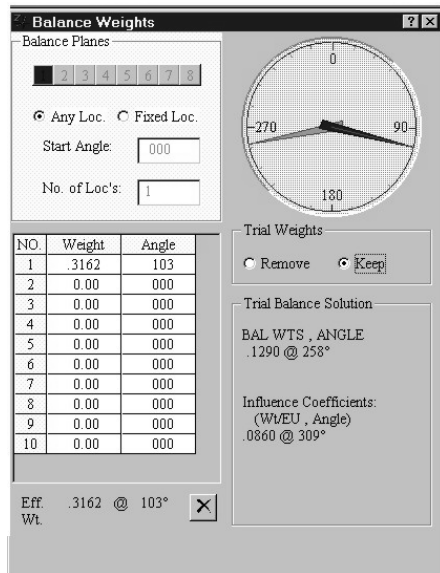 Balance Weights
Balance Planes
1 2 3 4 5 6 7 8
Any Loc. Fixed Loc.
Start Angle: 000
No. of Loc's: 1
0
270 90
180
NO. Weight Angle
1 .3162 103
2 0.00 000
3 0.00 000
4 0.00 000
5 0.00 000
6 0.00 000
7 0.00 000
8 0.00 000
9 0.00 000
10 0.00 000
Eff. Wt. .3162 @ 103°
Trial Weights
Remove Keep
Trial Balance Solution
BAL WTS , ANGLE
.1290 @ 258°
Influence Coefficients:
(Wt/EU , Angle)
.0860 @ 309°